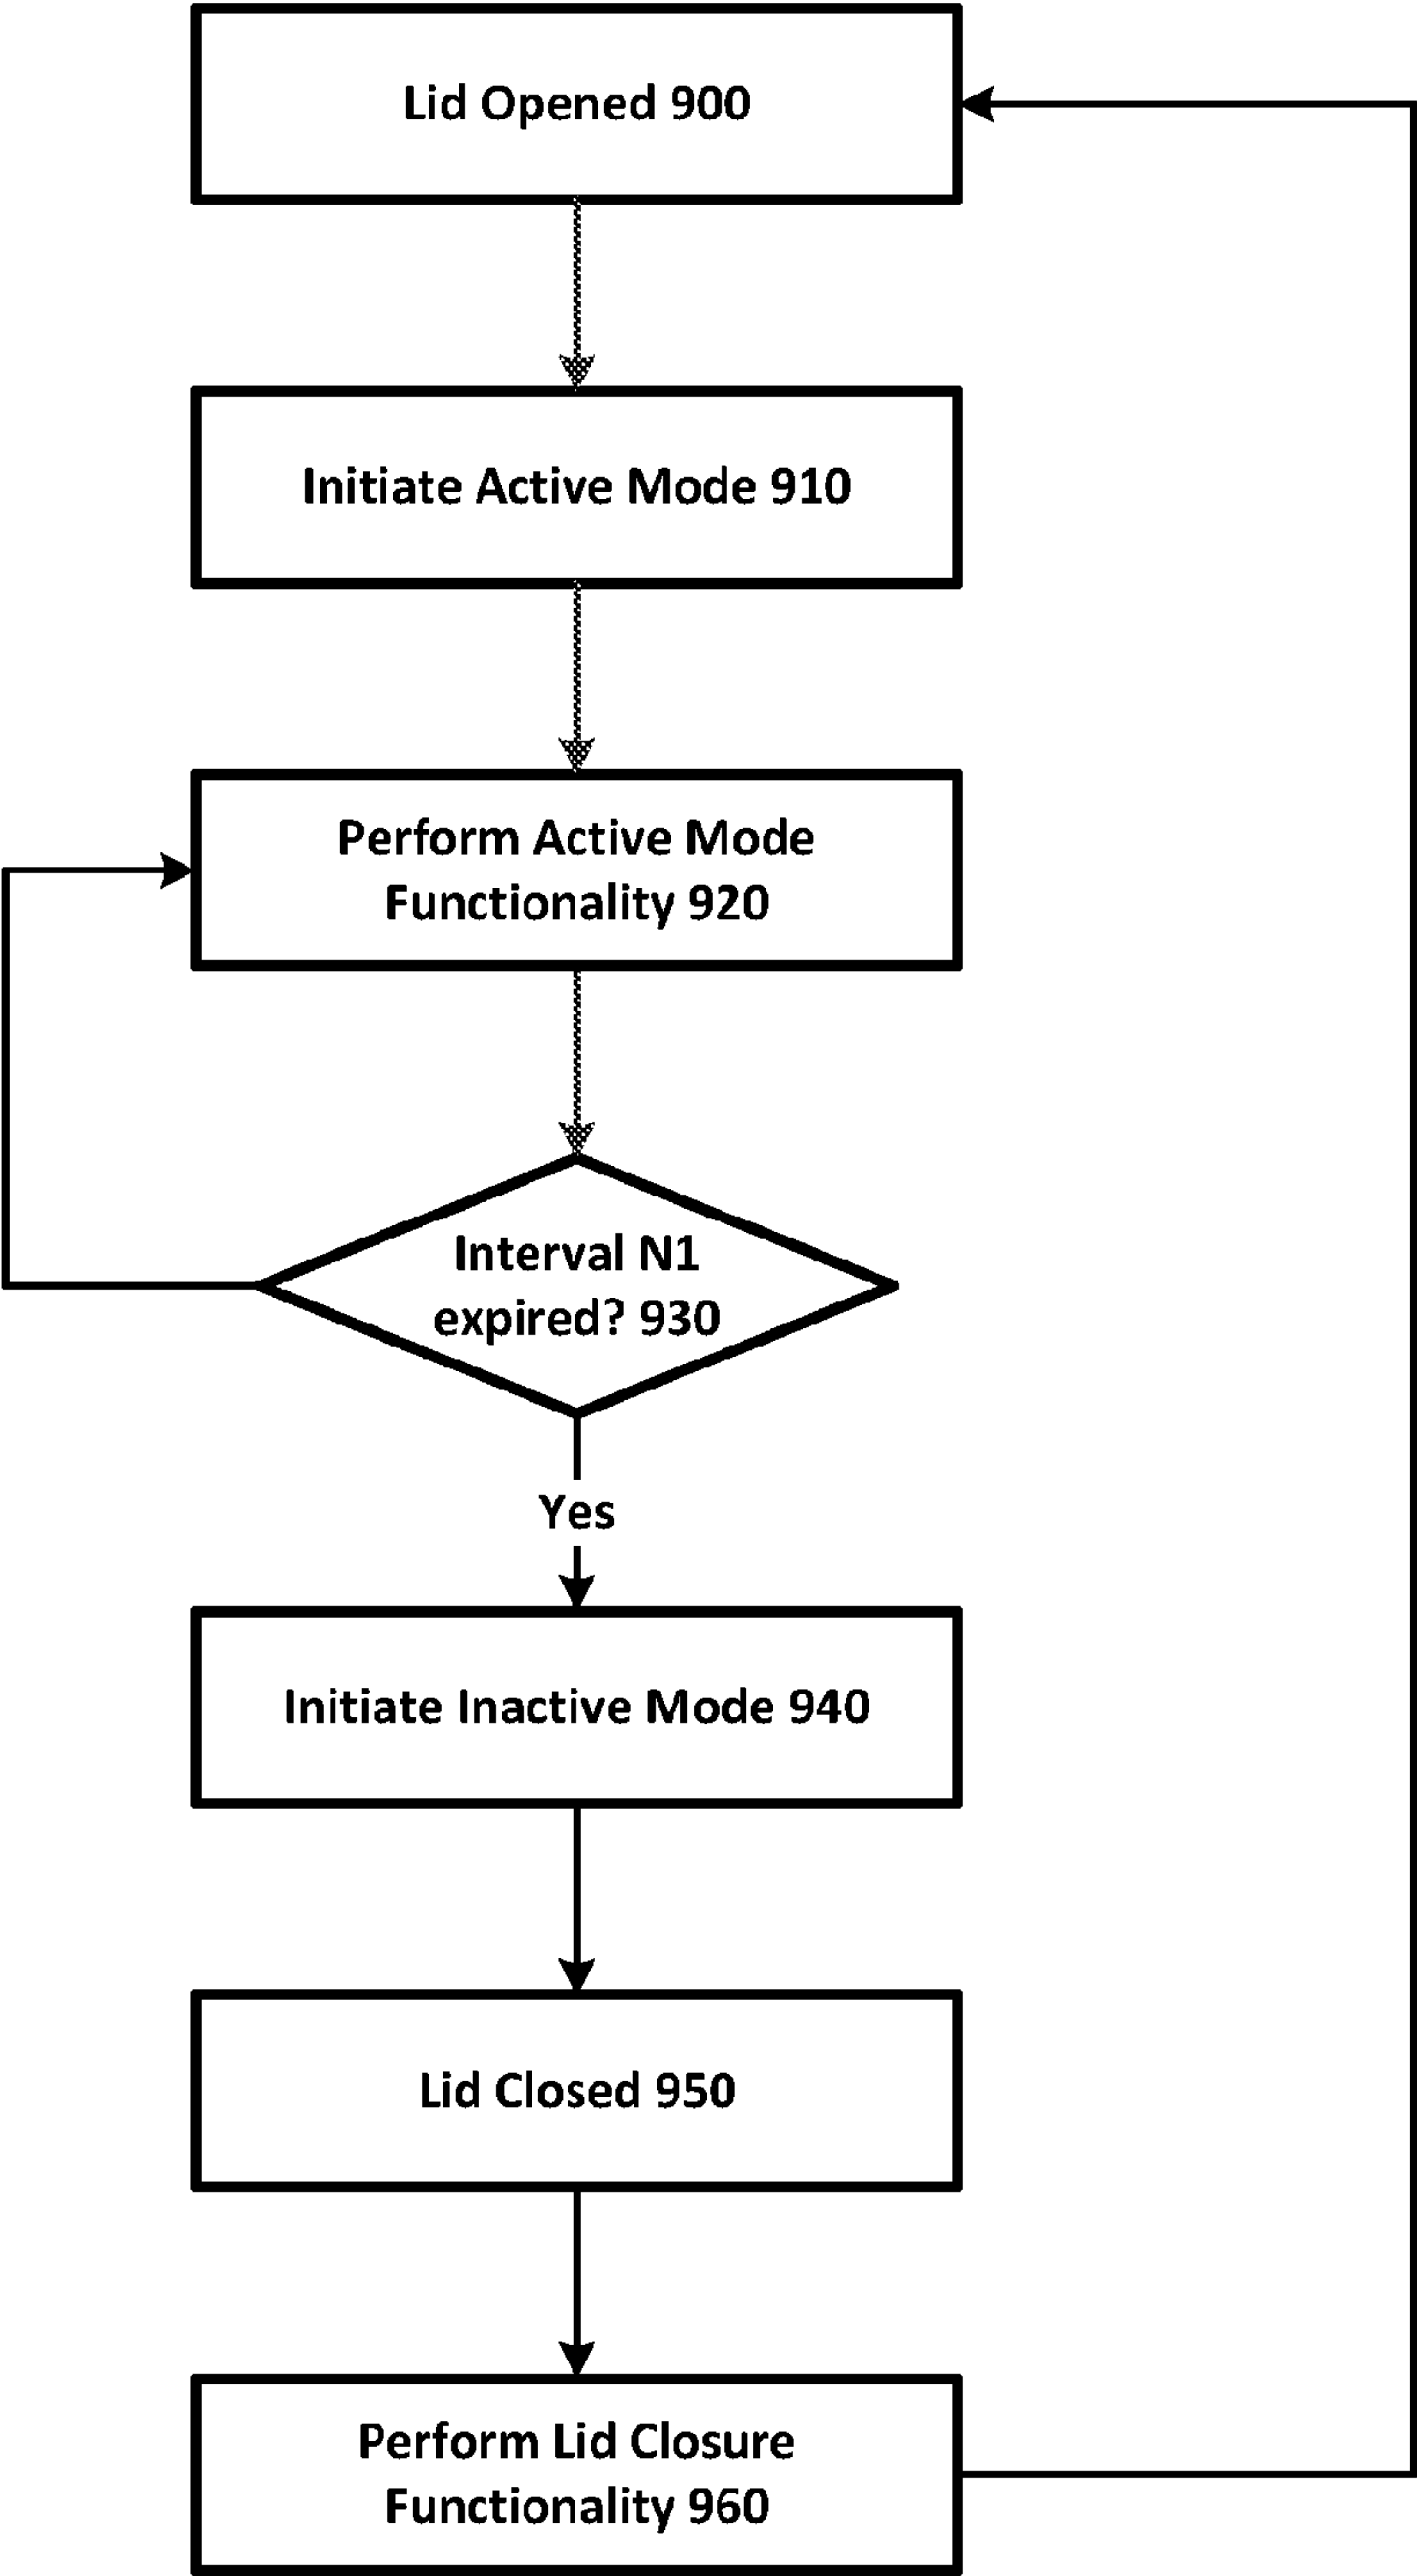 Lid Opened 900
Initiate Active Mode 910
Perform Active Mode
Functionality 920
Interval N1
expired? 930
Yes
Initiate Inactive Mode 940
Lid Closed 950
Perform Lid Closure
Functionality 960